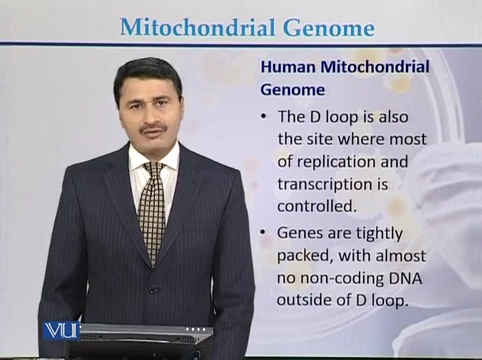 Mitochondrial Genome
Human Mitochondrial
Genome
• The D loop is also
the site where most
of replication and
transcription is
controlled.
• Genes are tightly
packed, with almost
no non-coding DNA
outside of D loop.
VU